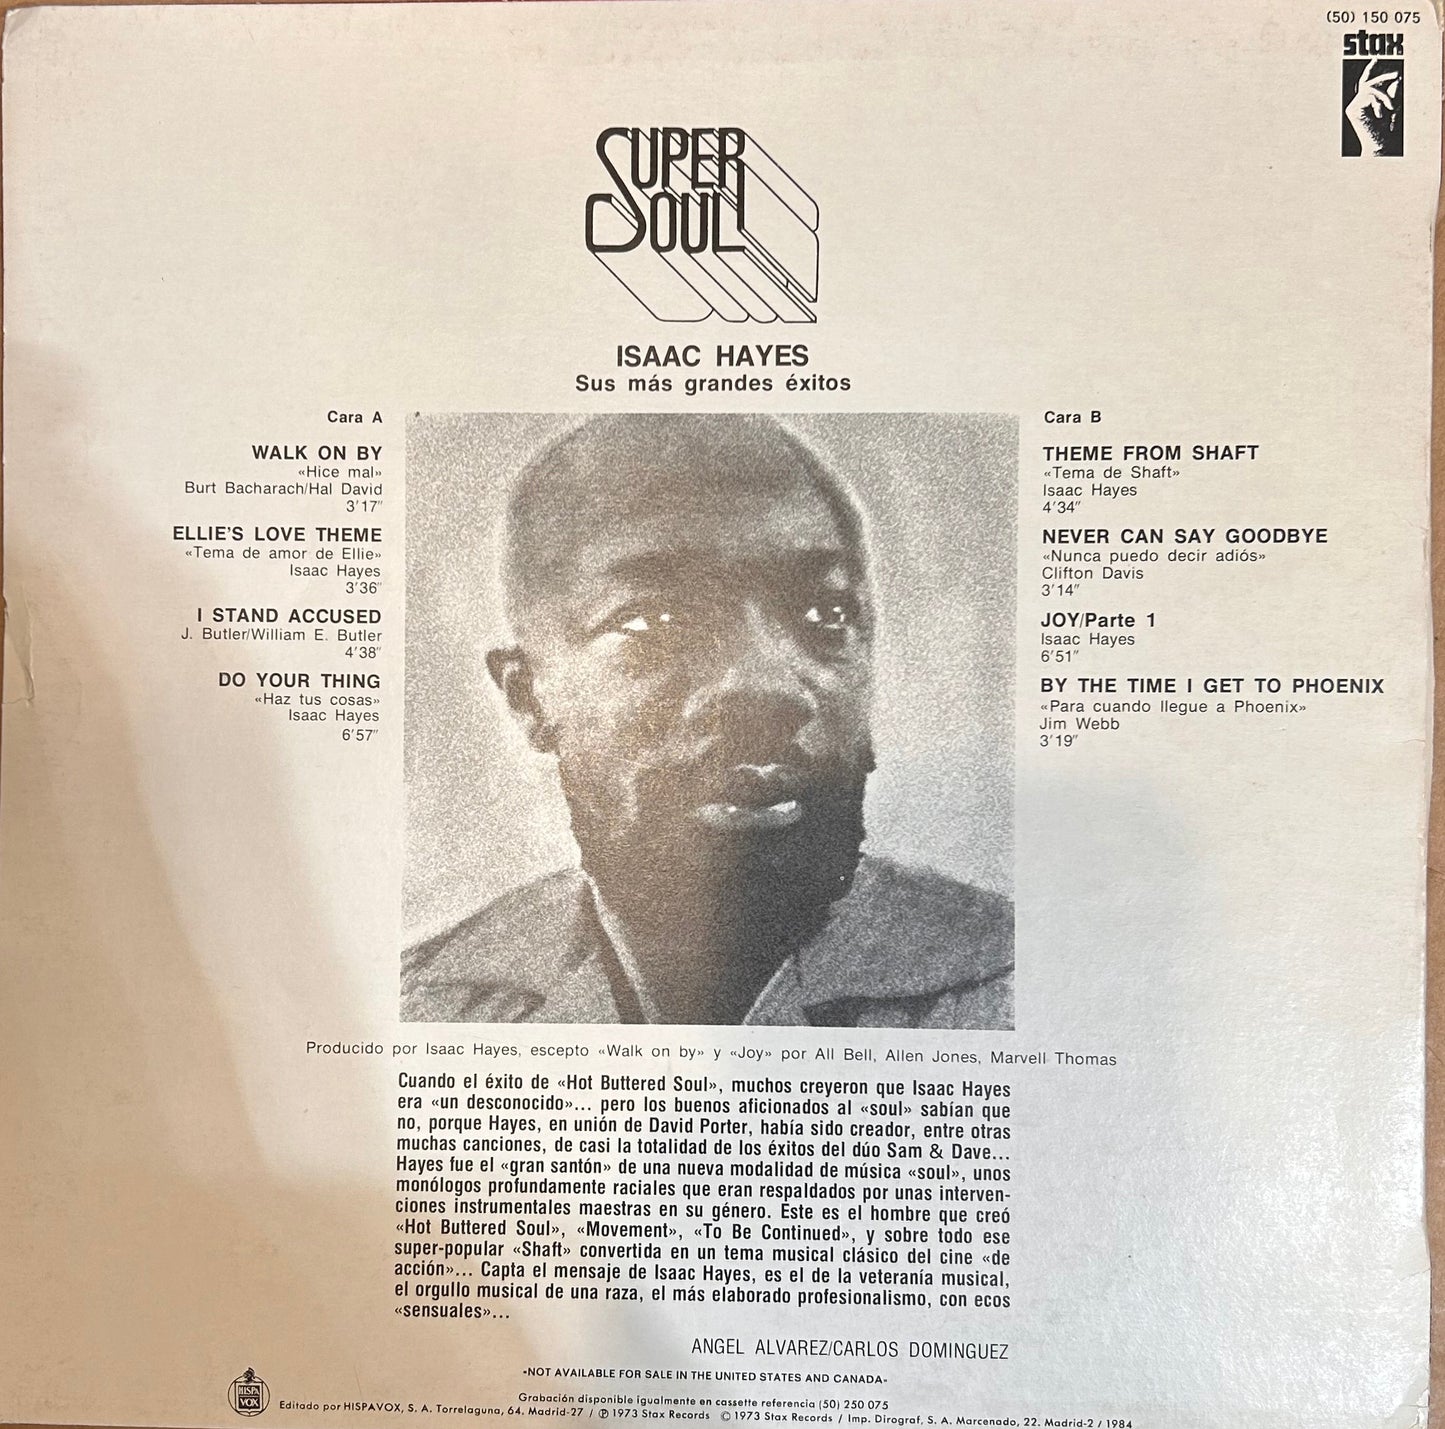 (50) 150 075
stax
SUPER
SOUL
ISAAC HAYES
Sus más grandes éxitos
Cara A
WALK ON BY
«Hice mal»
Burt Bacharach/Hal David
3'17"
ELLIE'S LOVE THEME
«Tema de amor de Ellie»
Isaac Hayes
3'36"
I STAND ACCUSED
J. Butler/William E. Butler
4'38"
DO YOUR THING
«Haz tus cosas»
Isaac Hayes
6'57"
Cara B
THEME FROM SHAFT
«Tema de Shaft»
Isaac Hayes
4'34"
NEVER CAN SAY GOODBYE
«Nunca puedo decir adiós»
Clifton Davis
3'14"
JOY/Parte 1
Isaac Hayes
6'51"
BY THE TIME I GET TO PHOENIX
«Para cuando llegue a Phoenix»
Jim Webb
3'19"
Producido por Isaac Hayes, escepto «Walk on by» y «Joy» por All Bell, Allen Jones, Marvell Thomas
Cuando el éxito de «Hot Buttered Soul», muchos creyeron que Isaac Hayes
era «un desconocido»... pero los buenos aficionados al «soul» sabían que
no, porque Hayes, en unión de David Porter, había sido creador, entre otras
muchas canciones, de casi la totalidad de los éxitos del dúo Sam & Dave...
Hayes fue el «gran santón» de una nueva modalidad de música «soul», unos
monólogos profundamente raciales que eran respaldados por unas interven-
ciones instrumentales maestras en su género. Este es el hombre que creó
«Hot Buttered Soul», «Movement», «To Be Continued», y sobre todo ese
super-popular «Shaft» convertida en un tema musical clásico del cine «de
acción»... Capta el mensaje de Isaac Hayes, es el de la veteranía musical,
el orgullo musical de una raza, el más elaborado profesionalismo, con ecos
«sensuales»...
ANGEL ALVAREZ/CARLOS DOMINGUEZ
«NOT AVAILABLE FOR SALE IN THE UNITED STATES AND CANADA»
Grabación disponible igualmente en cassette referencia (50) 250 075
HISPA
VOX
Editado por HISPAVOX, S. A. Torrelaguna, 64. Madrid-27 / Ⓟ 1973 Stax Records © 1973 Stax Records / Imp. Dirograf, S. A. Marcenado, 22. Madrid-2 / 1984